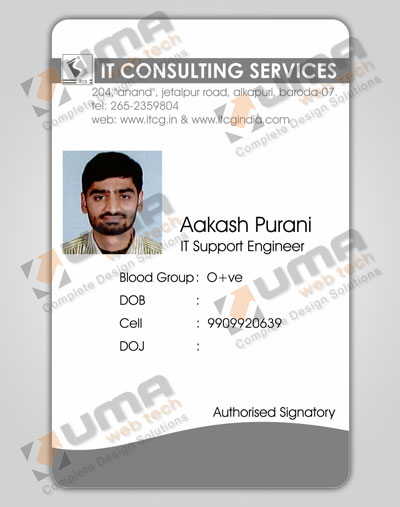 IT CONSULTING SERVICES
204,"anand", jetalpur road, alkapuri, baroda-07.
tel: 265-2359804
web: www.itcg.in & www.itcgindia.com
Aakash Purani
IT Support Engineer
Blood Group : O+ve
DOB :
Cell : 9909920639
DOJ :
Authorised Signatory
UMA
web tech
Complete Design Solutions
UMA
web tech
Complete Design Solutions
UMA
web tech
Complete Design Solutions
UMA
web tech
Complete Design Solutions
UMA
web tech
Complete Design Solutions
UMA
web tech
Complete Design Solutions